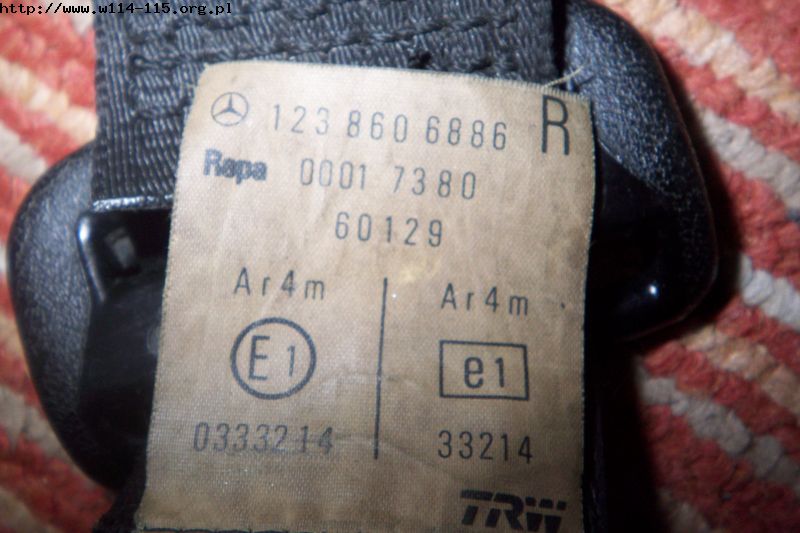 http://www.w114-115.org.pl
123 860 6886 R
Repa 0001 7380
60129
Ar4m Ar4m
E1 e1
0333214 33214
TRW